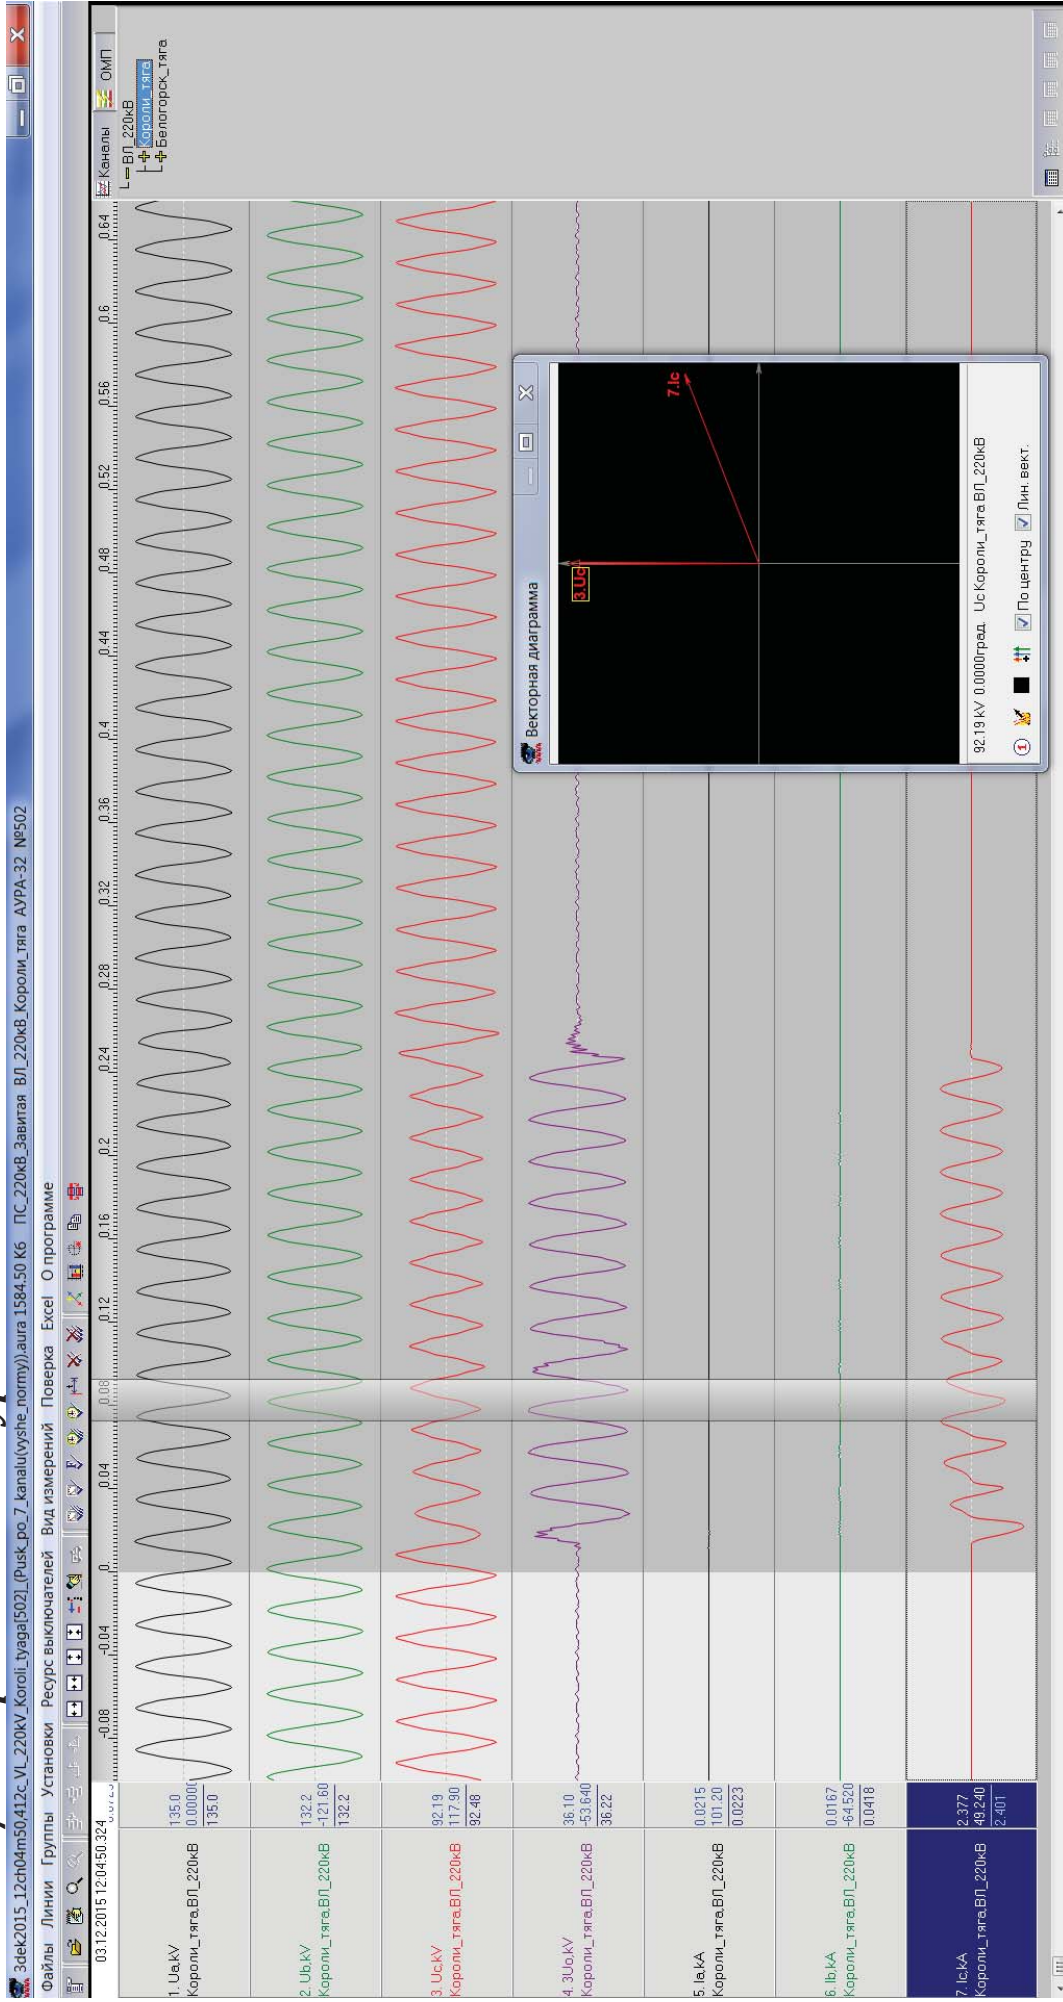 3dek2015_12ch04m50,412c_VL_220kV_Koroli_tyaga[502]_(Pusk_po_7_kanalu(vyshe_normy)).aura 1584.50 Кб ПС_220кВ_Завитая ВЛ_220кВ_Короли_тяга АУРА-32 №502
Файлы Линии Группы Установки Ресурс выключателей Вид измерений Поверка Excel О программе
03.12.2015 12:04:50.324
-0.08 -0.04 0. 0.04 0.08 0.12 0.16 0.2 0.24 0.28 0.32 0.36 0.4 0.44 0.48 0.52 0.56 0.6 0.64
Каналы ОМП
ВЛ_220кВ
Короли_тяга
Белогорск_тяга
1. Ua,kV
Короли_тяга,ВЛ_220кВ
135.0
0.00000
135.0
2. Ub,kV
Короли_тяга,ВЛ_220кВ
132.2
-121.60
132.2
3. Uc,kV
Короли_тяга,ВЛ_220кВ
92.19
117.90
92.48
4. 3Uo,kV
Короли_тяга,ВЛ_220кВ
36.10
-53.640
36.22
5. Ia,kA
Короли_тяга,ВЛ_220кВ
0.0215
101.20
0.0223
6. Ib,kA
Короли_тяга,ВЛ_220кВ
0.0167
-64.520
0.0418
7. Ic,kA
Короли_тяга,ВЛ_220кВ
2.377
49.240
2.401
Векторная диаграмма
3.Uc
7.Ic
92.19 kV 0.0000град. Uc Короли_тяга ВЛ_220кВ
1 По центру Лин. вект.